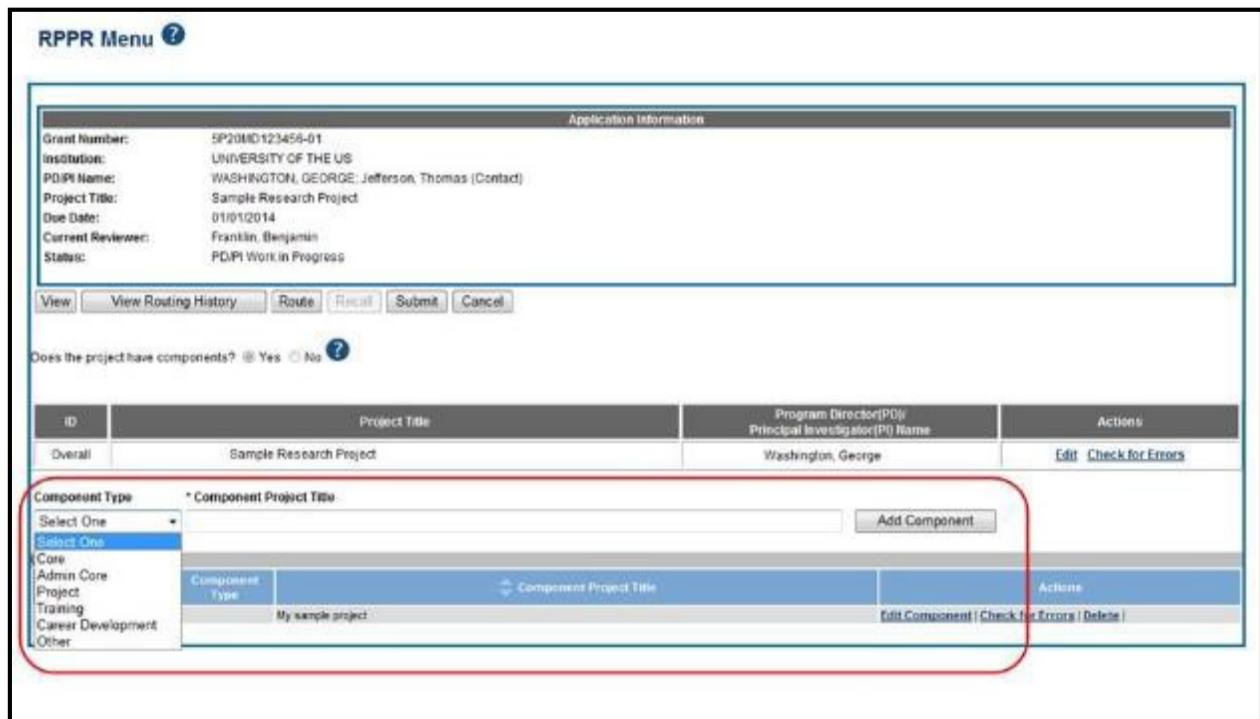 RPPR Menu ?
Application Information
Grant Number: 5P20MD123456-01
Institution: UNIVERSITY OF THE US
PD/PI Name: WASHINGTON, GEORGE; Jefferson, Thomas (Contact)
Project Title: Sample Research Project
Due Date: 01/01/2014
Current Reviewer: Franklin, Benjamin
Status: PD/PI Work in Progress
View View Routing History Route Recall Submit Cancel
Does the project have components? Yes No ?
ID Project Title Program Director(PD)/ Principal Investigator(PI) Name Actions
Overall Sample Research Project Washington, George Edit Check for Errors
Component Type * Component Project Title
Select One Add Component
Select One
Core
Admin Core
Project
Training
Career Development
Other
Component Type Component Project Title Actions
My sample project Edit Component | Check for Errors | Delete |